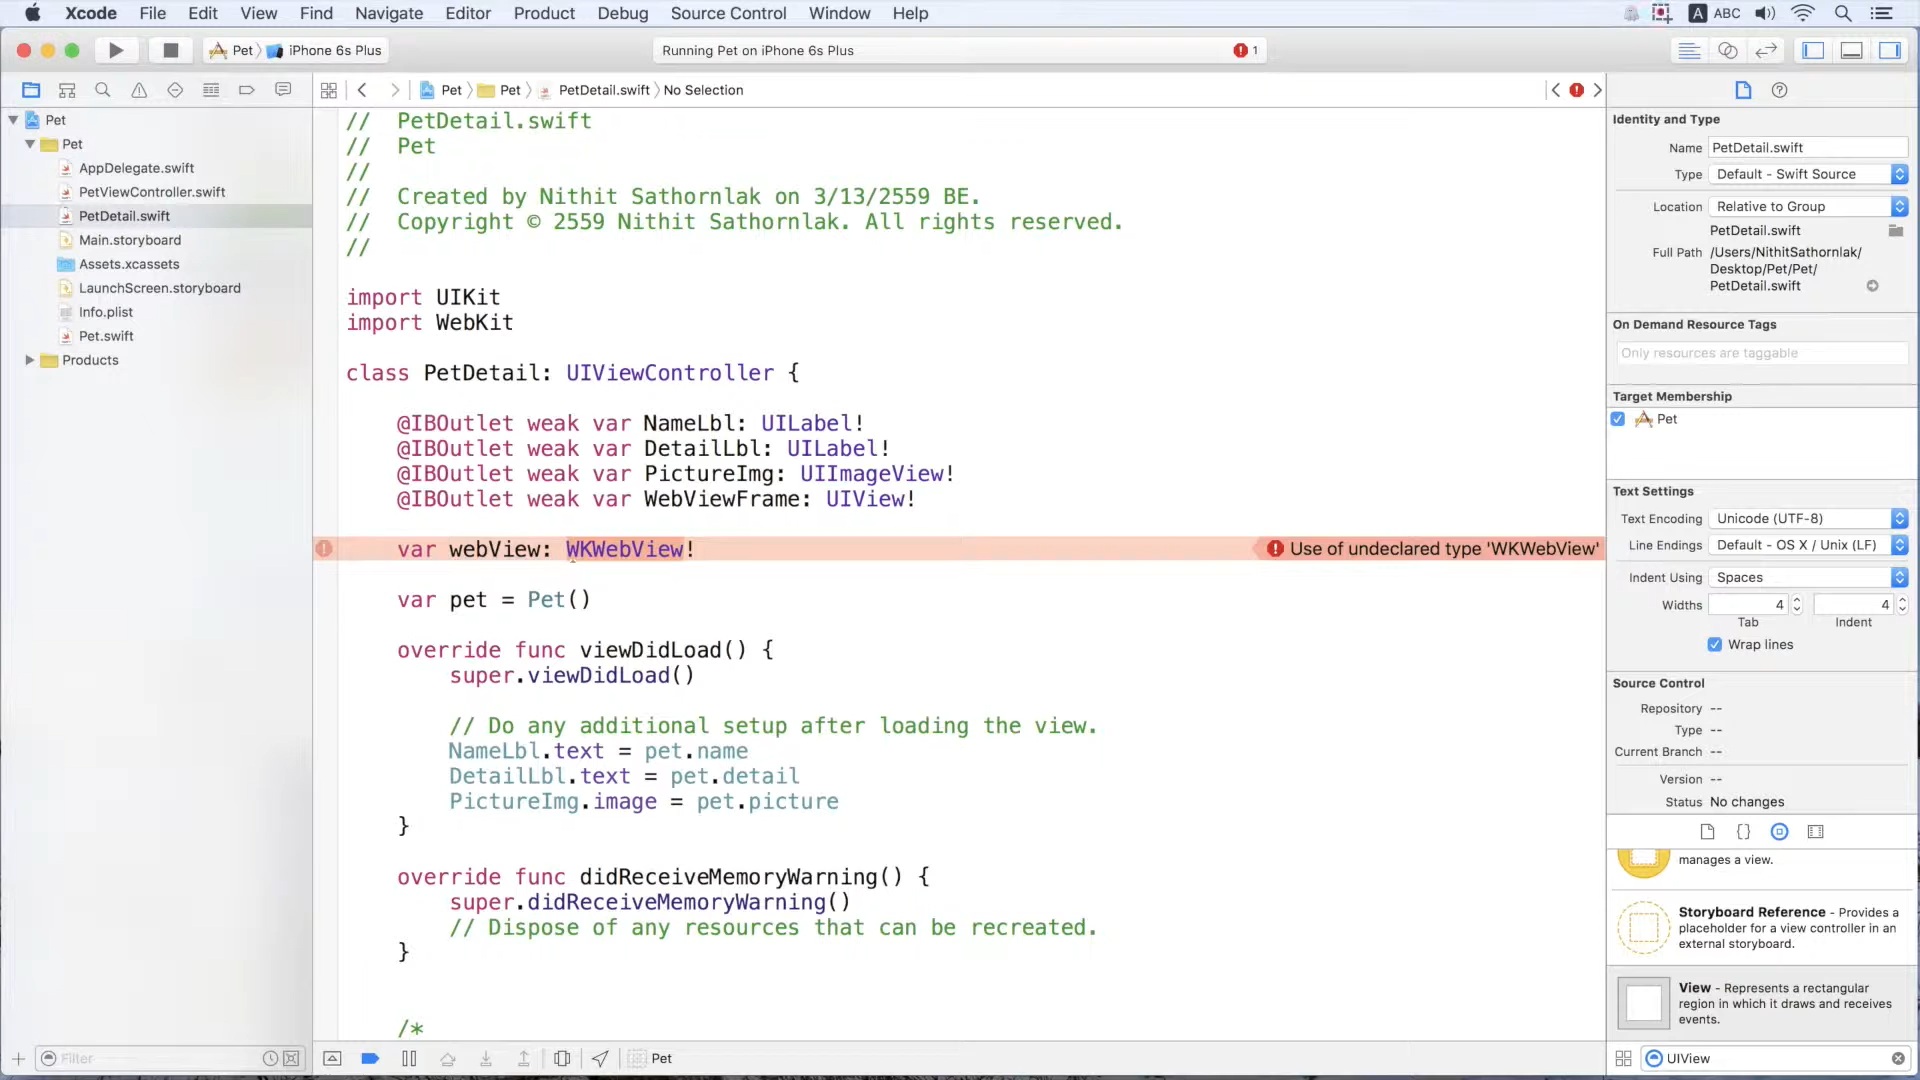 Xcode File Edit View Find Navigate Editor Product Debug Source Control Window Help
A ABC
Pet iPhone 6s Plus
Running Pet on iPhone 6s Plus
1
Pet Pet PetDetail.swift No Selection
Pet
Pet
AppDelegate.swift
PetViewController.swift
PetDetail.swift
Main.storyboard
Assets.xcassets
LaunchScreen.storyboard
Info.plist
Pet.swift
Products
Filter
// PetDetail.swift
// Pet
//
// Created by Nithit Sathornlak on 3/13/2559 BE.
// Copyright © 2559 Nithit Sathornlak. All rights reserved.
//
import UIKit
import WebKit
class PetDetail: UIViewController {
@IBOutlet weak var NameLbl: UILabel!
@IBOutlet weak var DetailLbl: UILabel!
@IBOutlet weak var PictureImg: UIImageView!
@IBOutlet weak var WebViewFrame: UIView!
var webView: WKWebView!
Use of undeclared type 'WKWebView'
var pet = Pet()
override func viewDidLoad() {
super.viewDidLoad()
// Do any additional setup after loading the view.
NameLbl.text = pet.name
DetailLbl.text = pet.detail
PictureImg.image = pet.picture
}
override func didReceiveMemoryWarning() {
super.didReceiveMemoryWarning()
// Dispose of any resources that can be recreated.
}
/*
Pet
Identity and Type
Name PetDetail.swift
Type Default - Swift Source
Location Relative to Group
PetDetail.swift
Full Path /Users/NithitSathornlak/
Desktop/Pet/Pet/
PetDetail.swift
On Demand Resource Tags
Only resources are taggable
Target Membership
Pet
Text Settings
Text Encoding Unicode (UTF-8)
Line Endings Default - OS X / Unix (LF)
Indent Using Spaces
Widths 4 4
Tab Indent
Wrap lines
Source Control
Repository --
Type --
Current Branch --
Version --
Status No changes
{}
manages a view.
Storyboard Reference - Provides a
placeholder for a view controller in an
external storyboard.
View - Represents a rectangular
region in which it draws and receives
events.
UIView